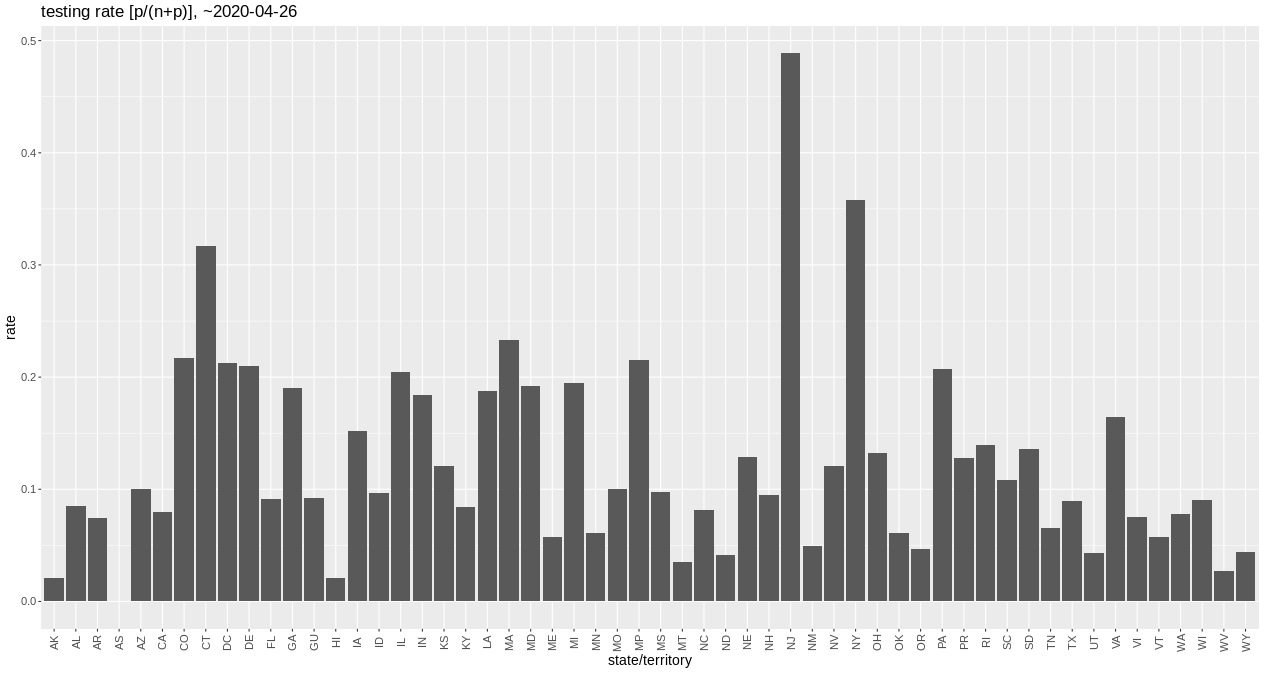 testing rate [p/(n+p)], ~2020-04-26
rate
0.5
0.4
0.3
0.2
0.1
0.0
AK AL AR AS AZ CA CO CT DC DE FL GA GU HI IA ID IL IN KS KY LA MA MD ME MI MN MO MP MS MT NC ND NE NH NJ NM NV NY OH OK OR PA PR RI SC SD TN TX UT VA VI VT WA WI WV WY
state/territory